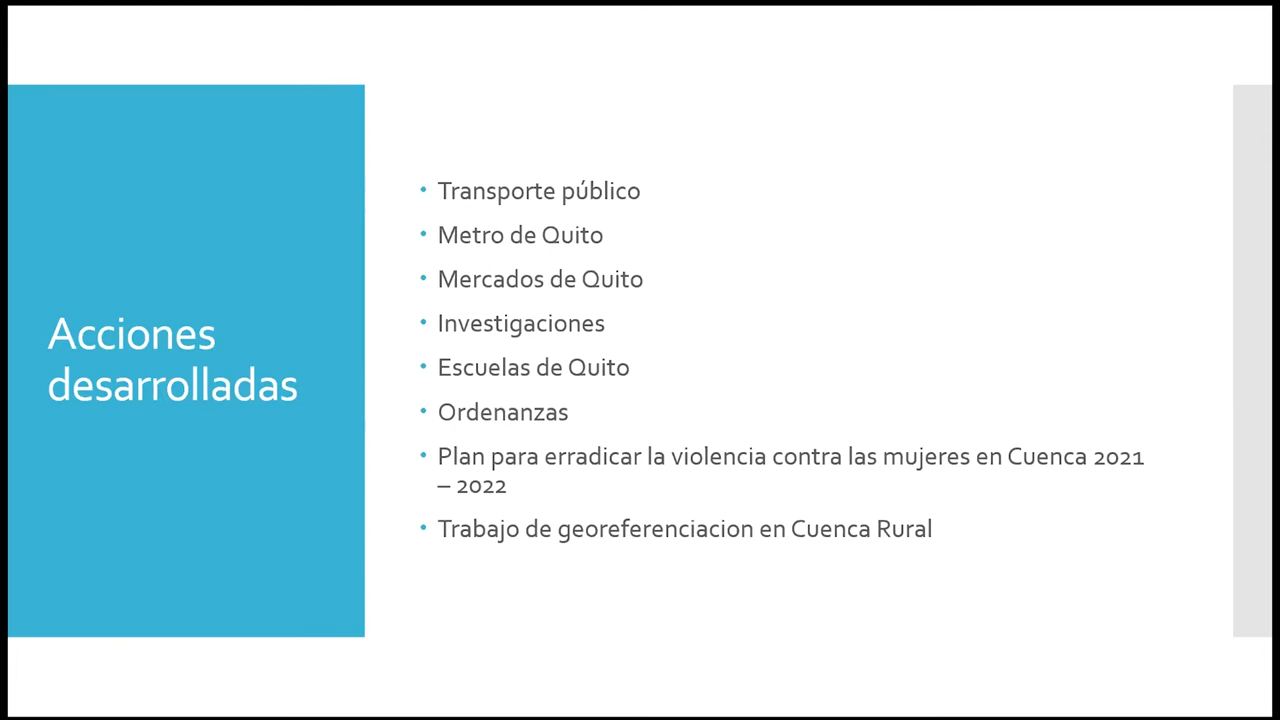 Acciones
desarrolladas
• Transporte público
• Metro de Quito
• Mercados de Quito
• Investigaciones
• Escuelas de Quito
• Ordenanzas
• Plan para erradicar la violencia contra las mujeres en Cuenca 2021
– 2022
• Trabajo de georeferenciacion en Cuenca Rural